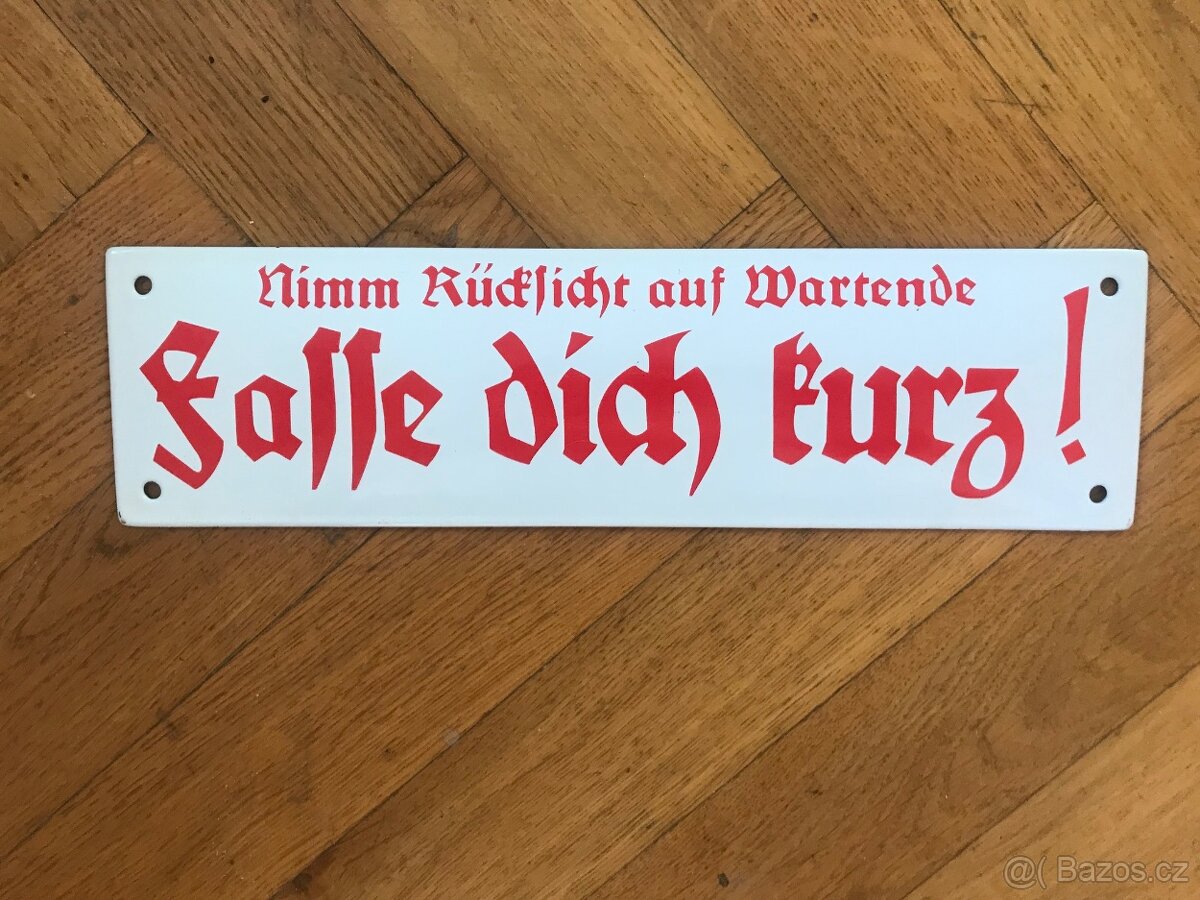 Nimm Rückſicht auf Wartende
Faſſe dich kurz!
@( Bazos.cz